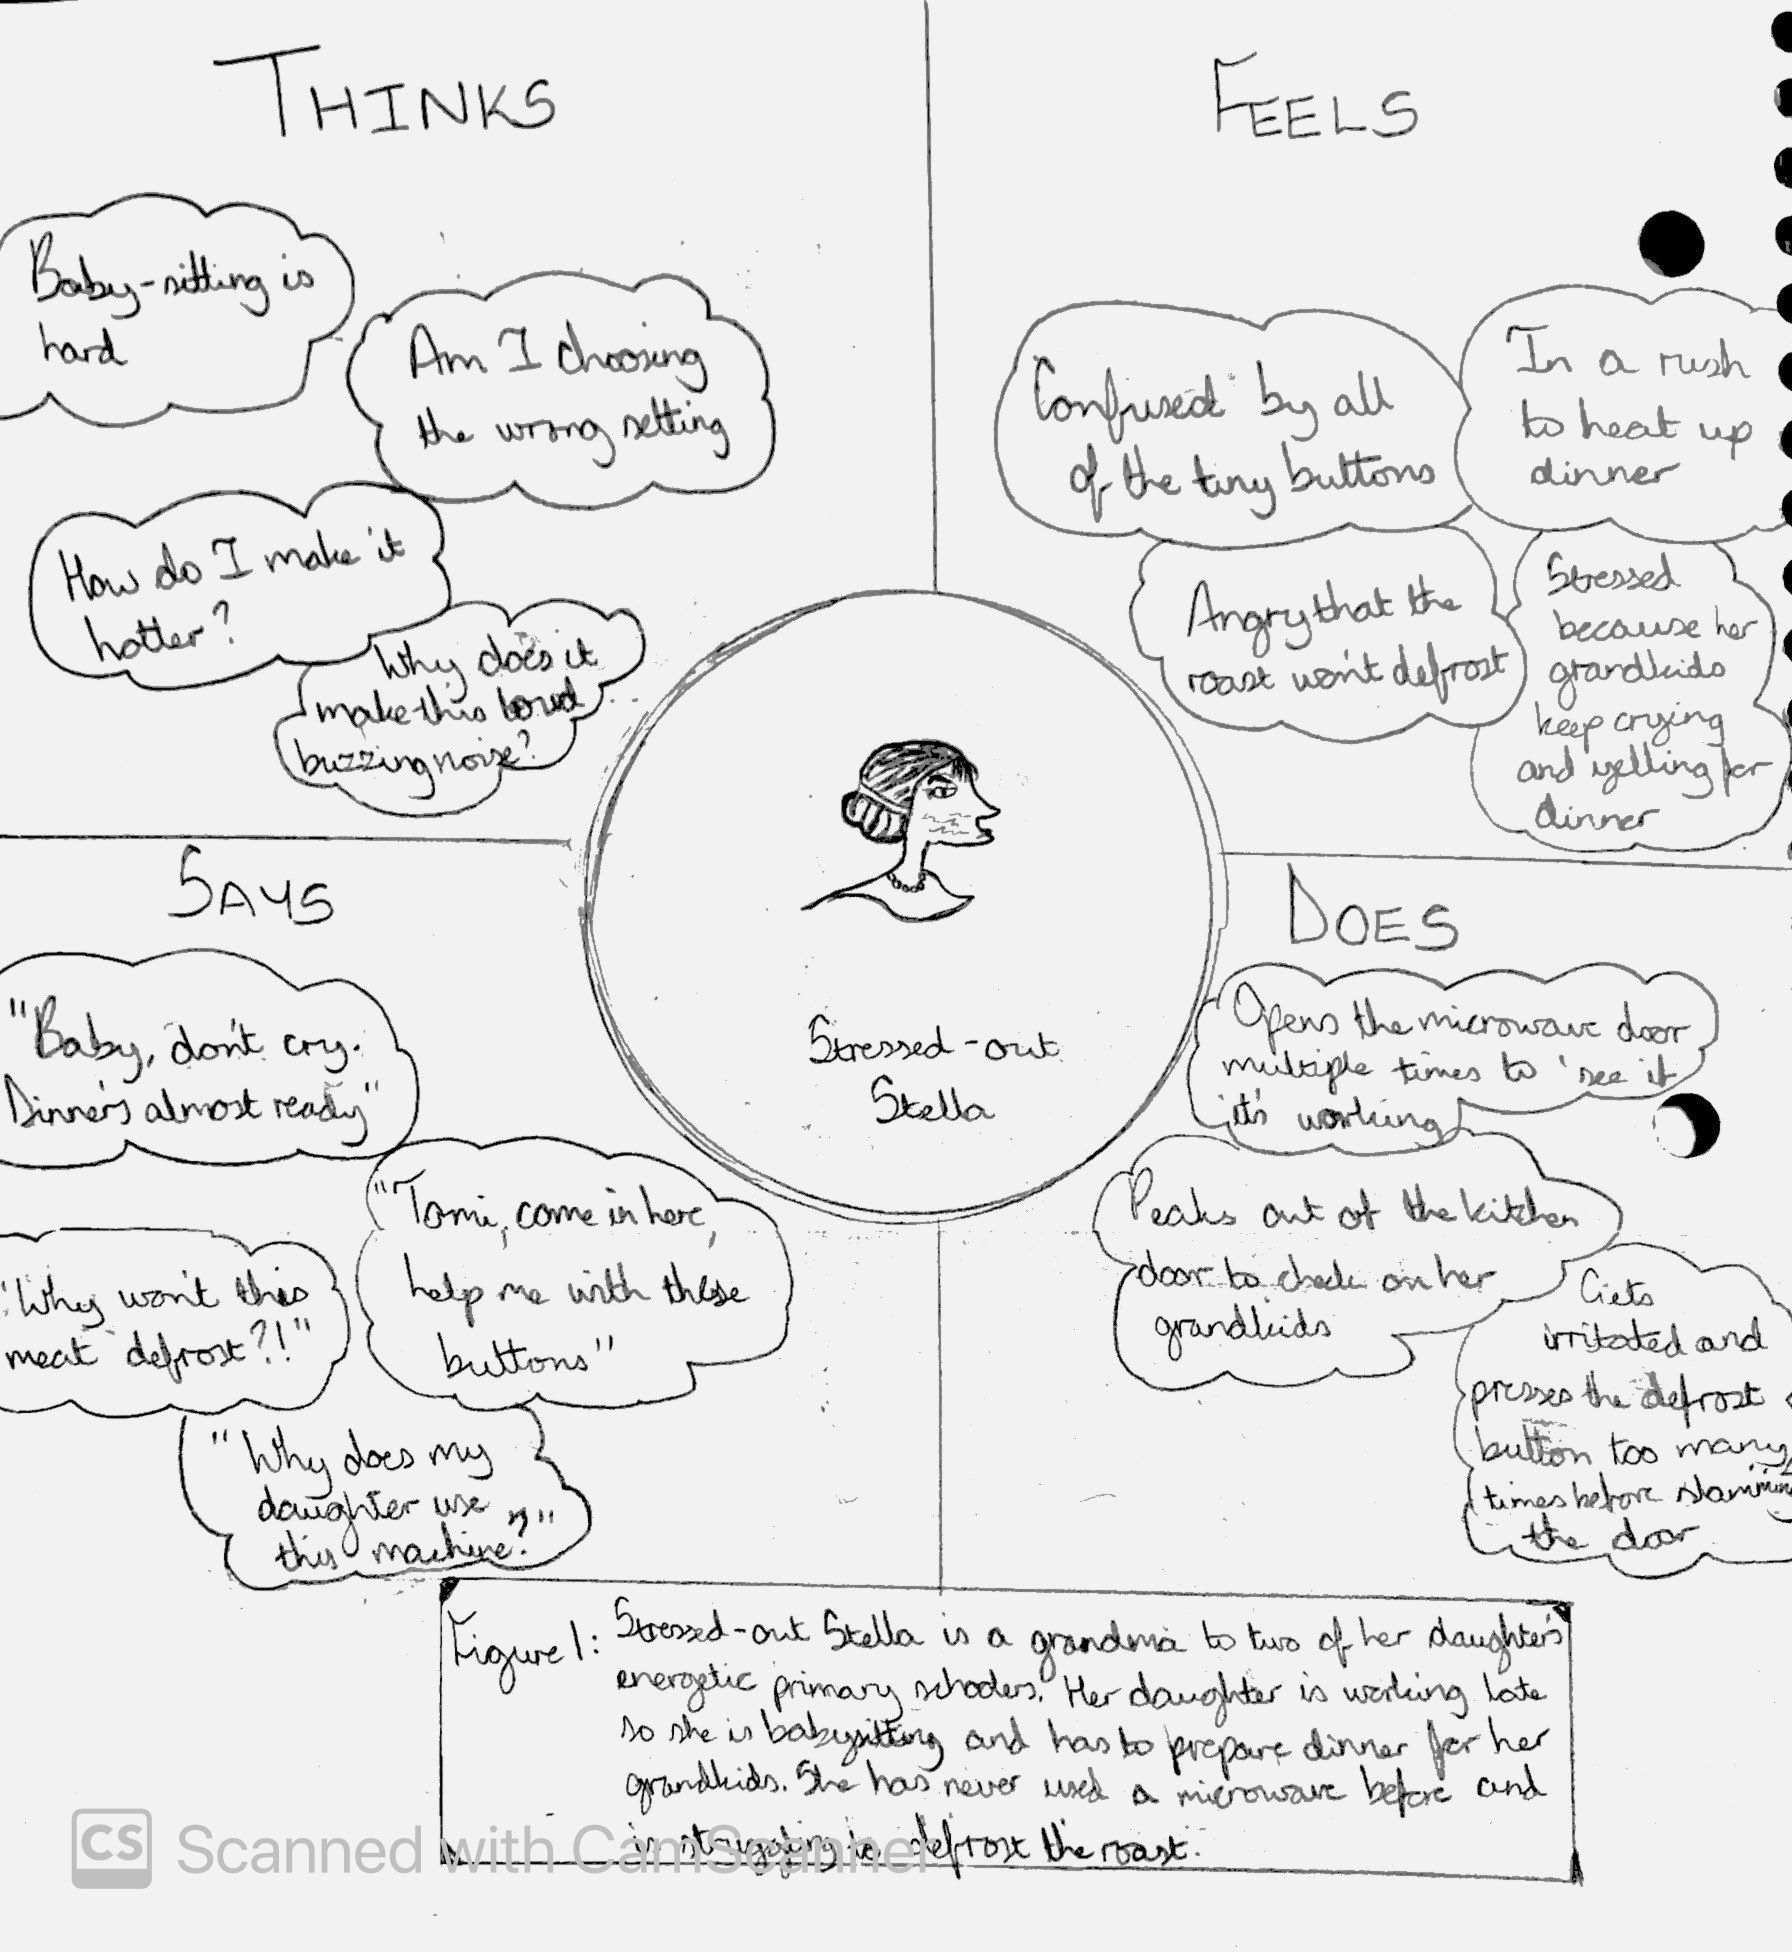 THINKS
Baby-sitting is
hard
Am I choosing
the wrong setting
How do I make it
hotter?
Why does it
make this loud
buzzing noise?
FEELS
Confused by all
of the tiny buttons
In a rush
to heat up
dinner
Angry that the
roast won't defrost
Stressed
because her
grandkids
keep crying
and yelling for
dinner
Stressed-out
Stella
SAYS
"Baby, don't cry.
Dinner's almost ready"
"Tomi, come in here,
help me with these
buttons"
"Why won't this
meat defrost?!"
"Why does my
daughter use
this machine?"
DOES
Opens the microwave door
multiple times to 'see if
it's working'
Peaks out of the kitchen
door to check on her
grandkids
Gets
irritated and
presses the defrost
button too many
times before slamming
the door
Figure 1: Stressed-out Stella is a grandma to two of her daughter's
energetic primary schoolers. Her daughter is working late
so she is babysitting and has to prepare dinner for her
grandkids. She has never used a microwave before and
is struggling to defrost the roast.
CS Scanned with CamScanner